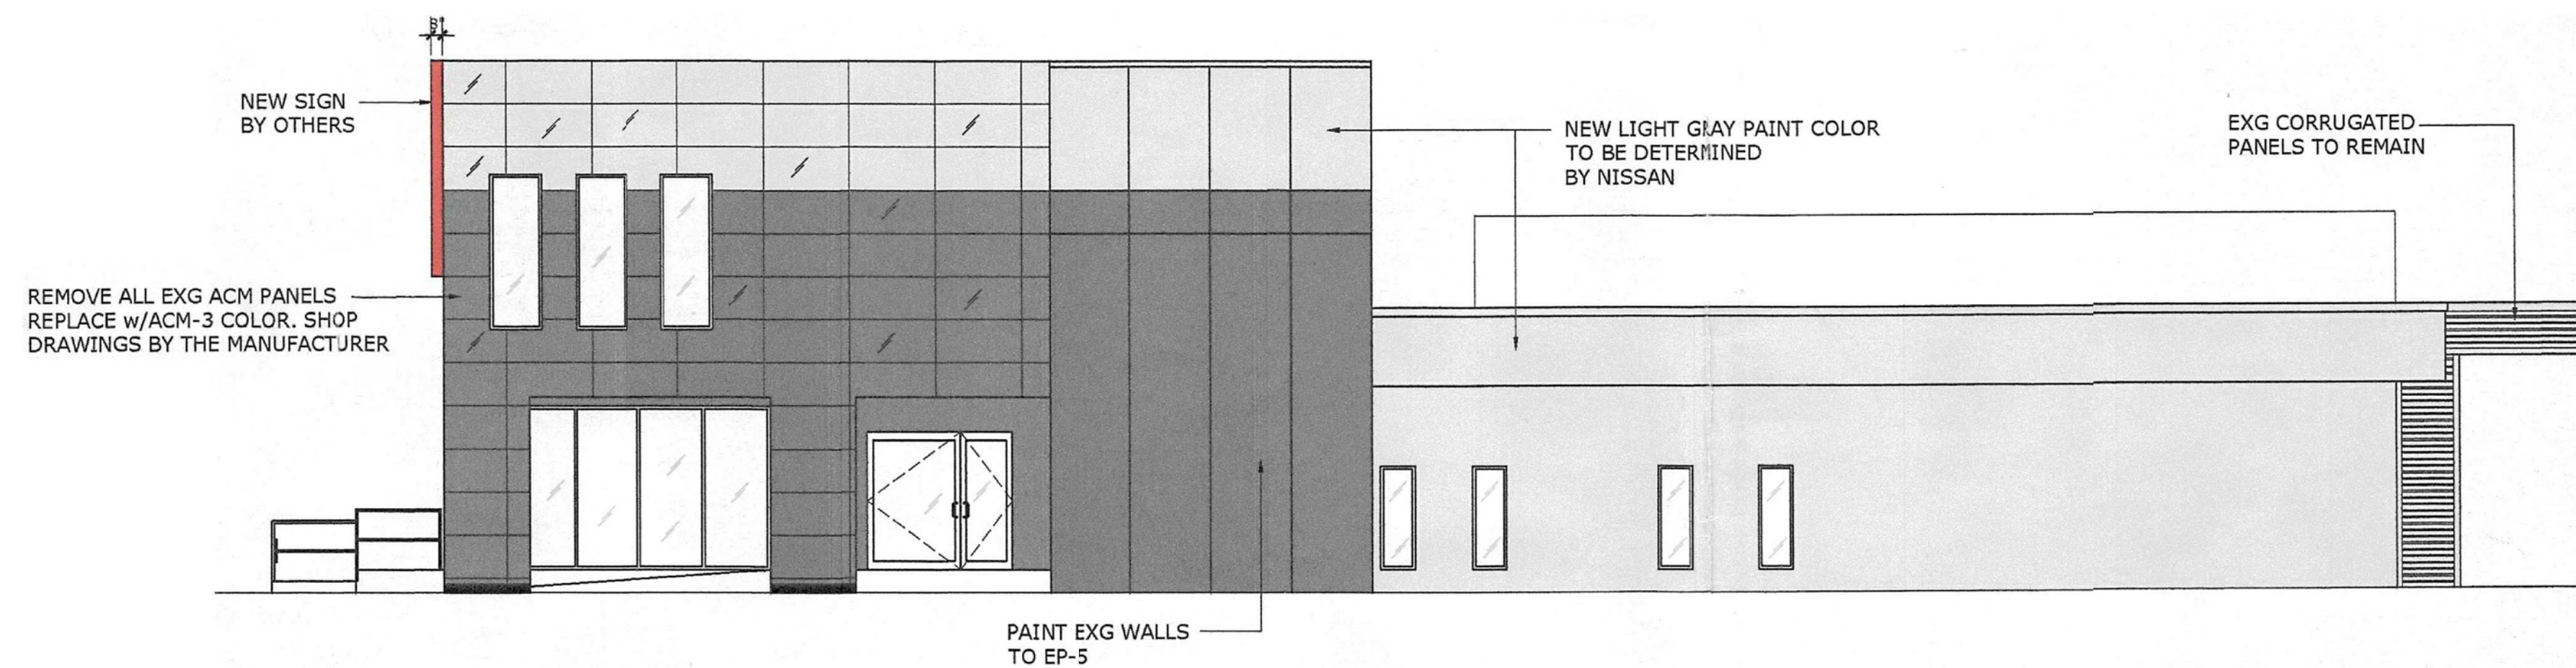 8"
NEW SIGN
BY OTHERS
REMOVE ALL EXG ACM PANELS
REPLACE w/ACM-3 COLOR. SHOP
DRAWINGS BY THE MANUFACTURER
NEW LIGHT GRAY PAINT COLOR
TO BE DETERMINED
BY NISSAN
EXG CORRUGATED
PANELS TO REMAIN
PAINT EXG WALLS
TO EP-5